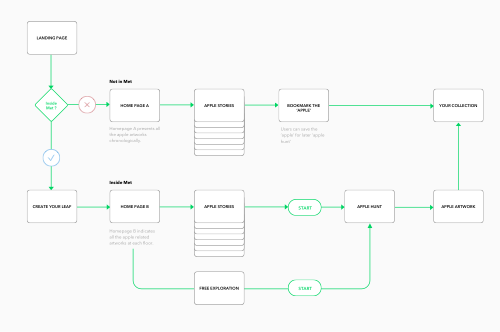 LANDING PAGE
Not in Met
Inside
Met ?
HOME PAGE A
APPLE STORIES
BOOKMARK THE
'APPLE'
YOUR COLLECTION
Homepage A presents all
the apple artworks
chronologically.
Users can save the
'apple' for later 'apple
hunt'
Inside Met
CREATE YOUR LEAF
HOME PAGE B
APPLE STORIES
START
APPLE HUNT
APPLE ARTWORK
Homepage B indicates
all the apple related
artworks at each floor.
FREE EXPLORATION
START